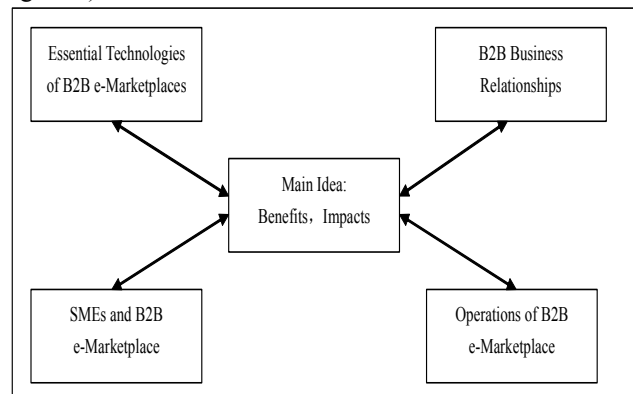 Essential Technologies
of B2B e-Marketplaces
B2B Business
Relationships
Main Idea:
Benefits，Impacts
SMEs and B2B
e-Marketplace
Operations of B2B
e-Marketplace